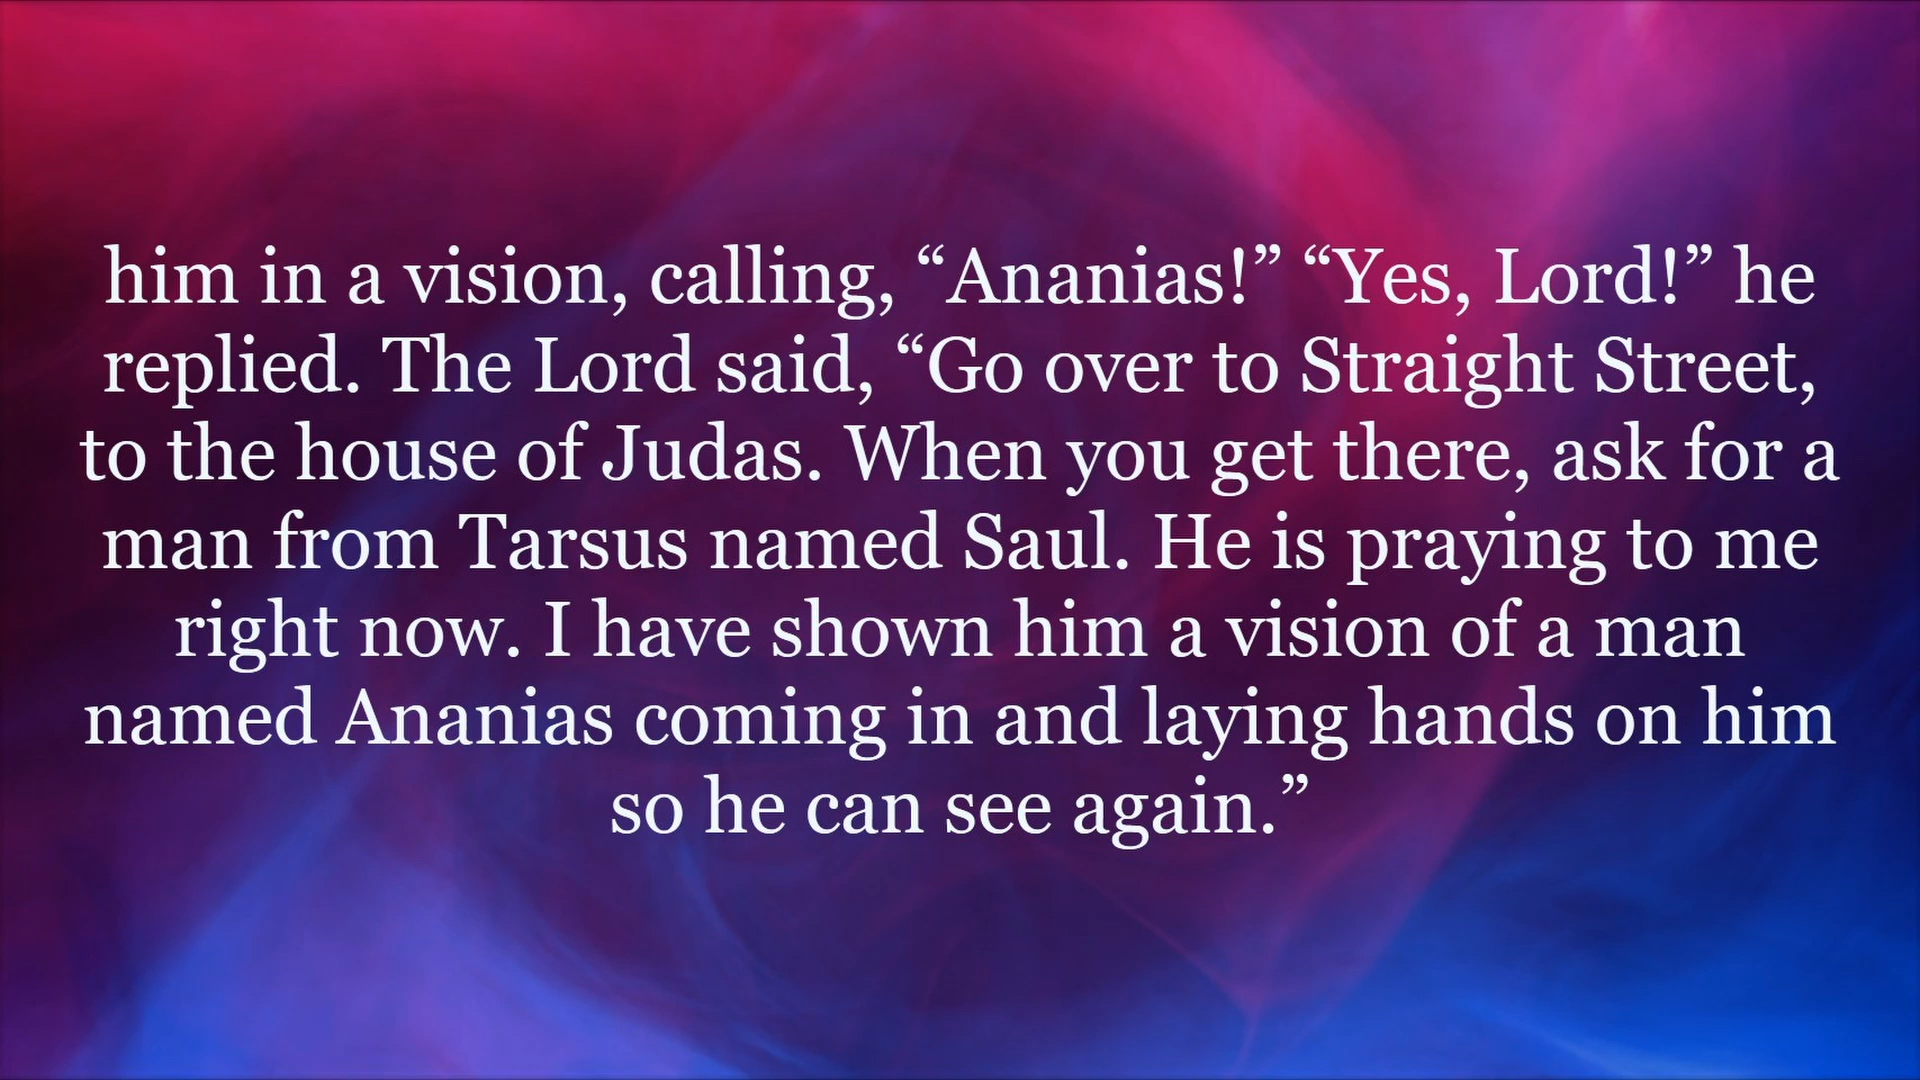 him in a vision, calling, “Ananias!” “Yes, Lord!” he
replied. The Lord said, “Go over to Straight Street,
to the house of Judas. When you get there, ask for a
man from Tarsus named Saul. He is praying to me
right now. I have shown him a vision of a man
named Ananias coming in and laying hands on him
so he can see again.”